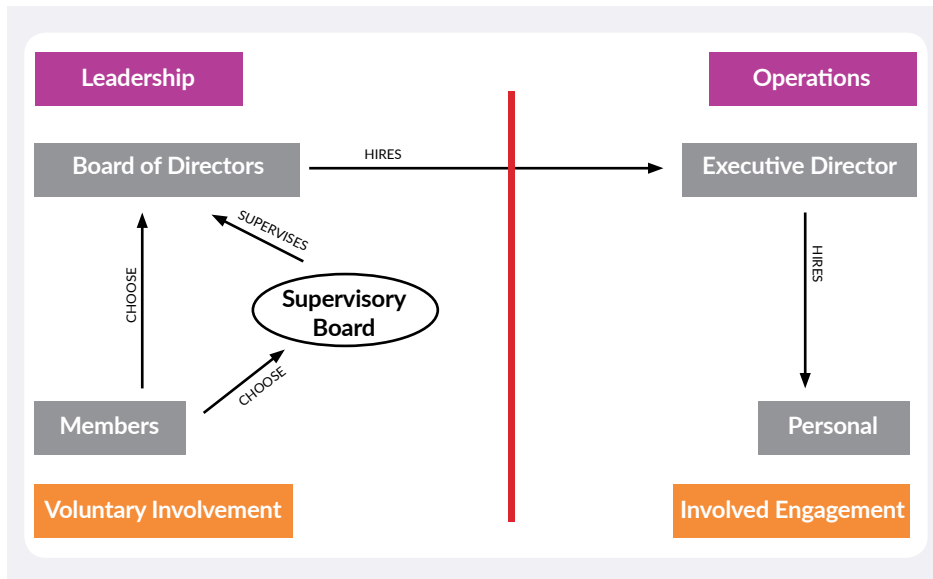 Leadership
Operations
Board of Directors
HIRES
Executive Director
SUPERVISES
HIRES
CHOOSE
Supervisory
Board
CHOOSE
Members
Personal
Voluntary Involvement
Involved Engagement